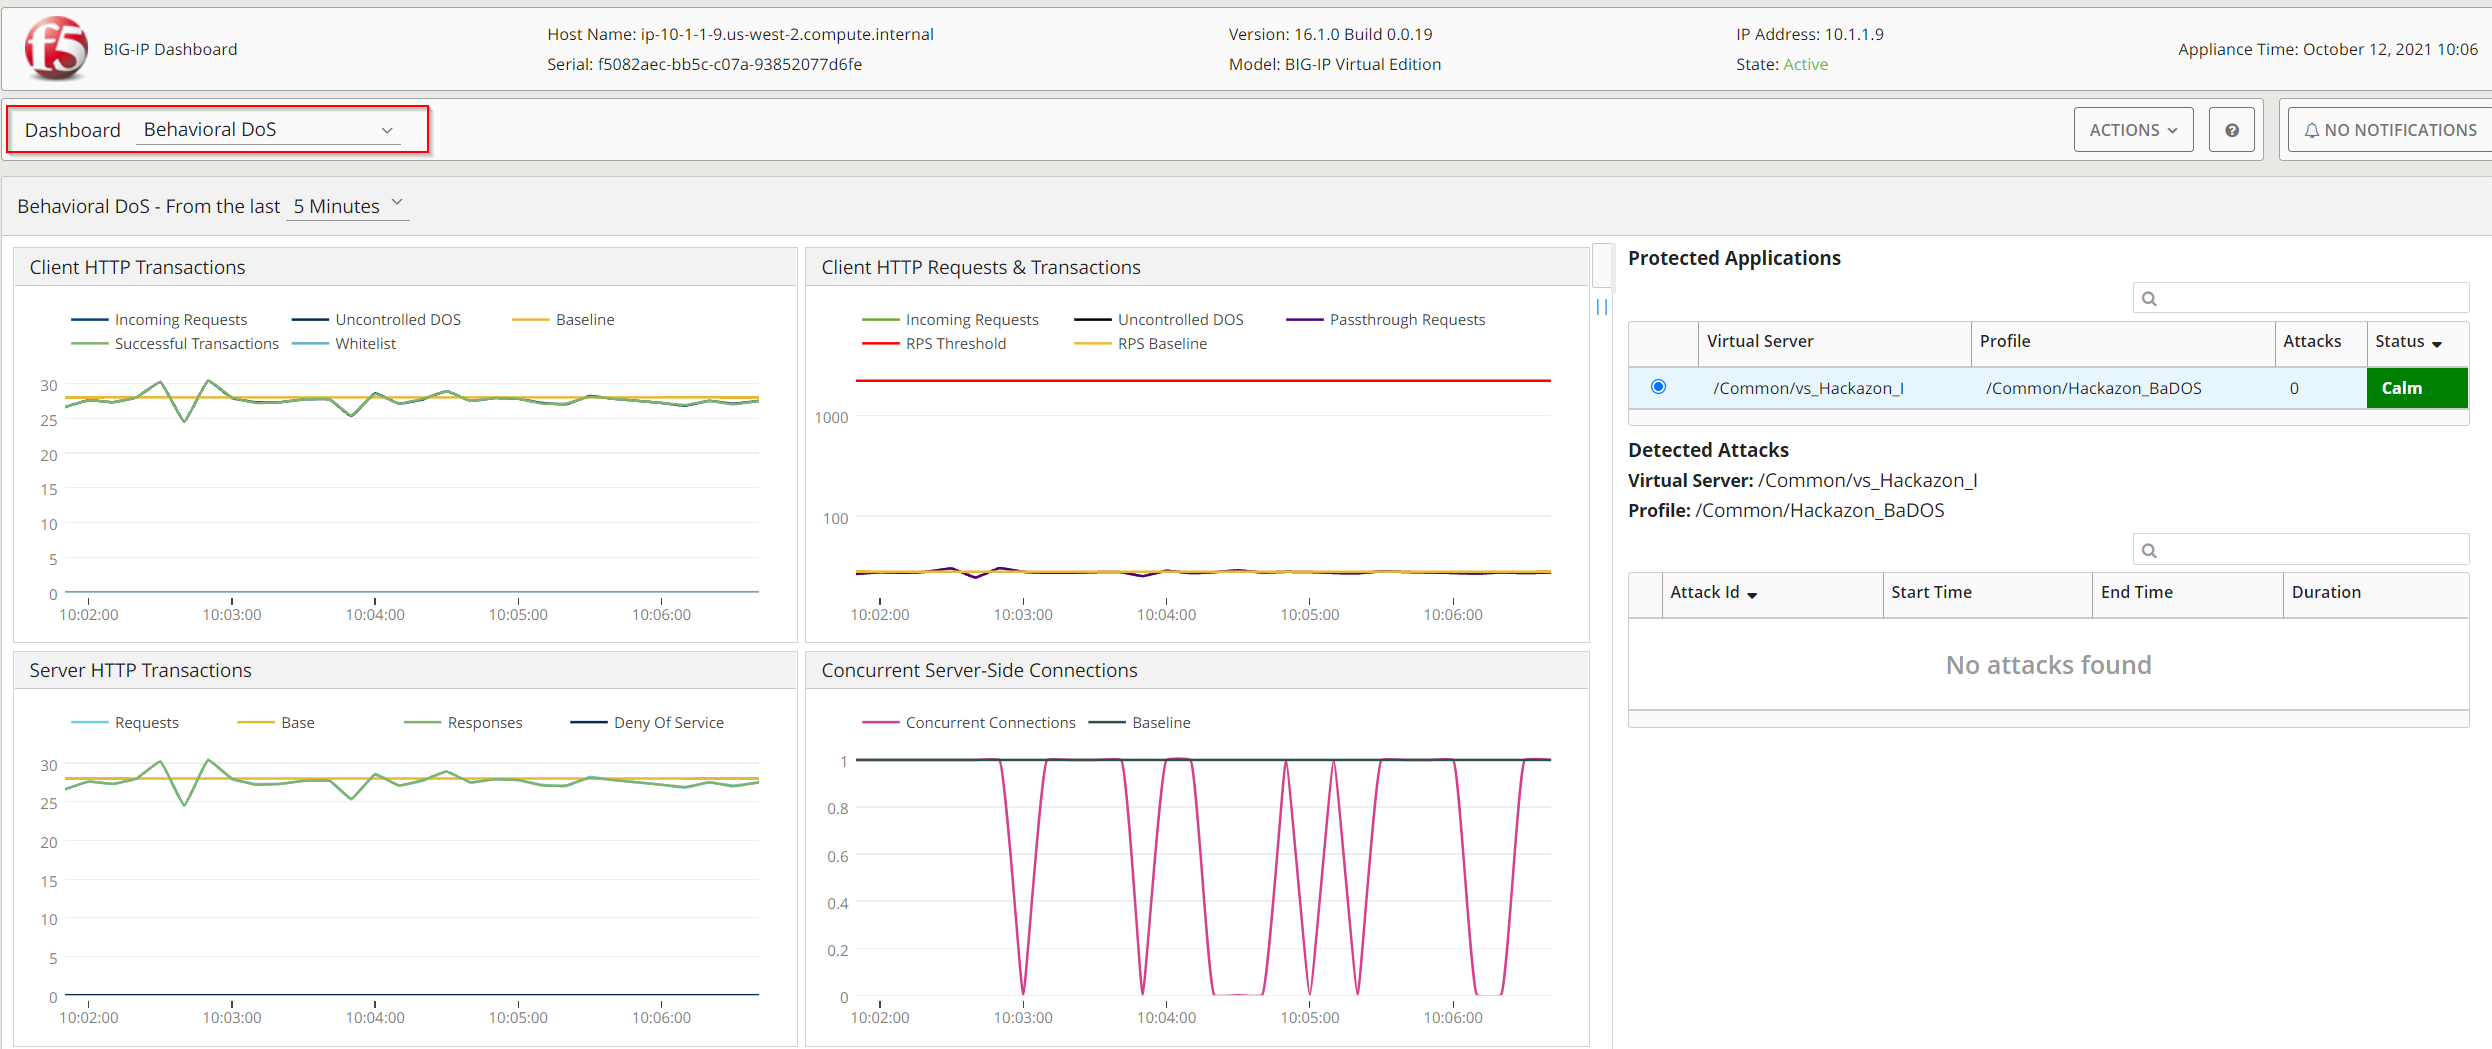 f5
BIG-IP Dashboard
Host Name: ip-10-1-1-9.us-west-2.compute.internal
Serial: f5082aec-bb5c-c07a-93852077d6fe
Version: 16.1.0 Build 0.0.19
Model: BIG-IP Virtual Edition
IP Address: 10.1.1.9
State: Active
Appliance Time: October 12, 2021 10:06
Dashboard Behavioral DoS
ACTIONS
?
NO NOTIFICATIONS
Behavioral DoS - From the last 5 Minutes
Client HTTP Transactions
Incoming Requests Uncontrolled DOS Baseline
Successful Transactions Whitelist
30
25
20
15
10
5
0
10:02:00 10:03:00 10:04:00 10:05:00 10:06:00
Client HTTP Requests & Transactions
Incoming Requests Uncontrolled DOS Passthrough Requests
RPS Threshold RPS Baseline
1000
100
10:02:00 10:03:00 10:04:00 10:05:00 10:06:00
Server HTTP Transactions
Requests Base Responses Deny Of Service
30
25
20
15
10
5
0
10:02:00 10:03:00 10:04:00 10:05:00 10:06:00
Concurrent Server-Side Connections
Concurrent Connections Baseline
1
0.8
0.6
0.4
0.2
0
10:02:00 10:03:00 10:04:00 10:05:00 10:06:00
Protected Applications
Virtual Server Profile Attacks Status
/Common/vs_Hackazon_I /Common/Hackazon_BaDOS 0 Calm
Detected Attacks
Virtual Server: /Common/vs_Hackazon_I
Profile: /Common/Hackazon_BaDOS
Attack Id Start Time End Time Duration
No attacks found